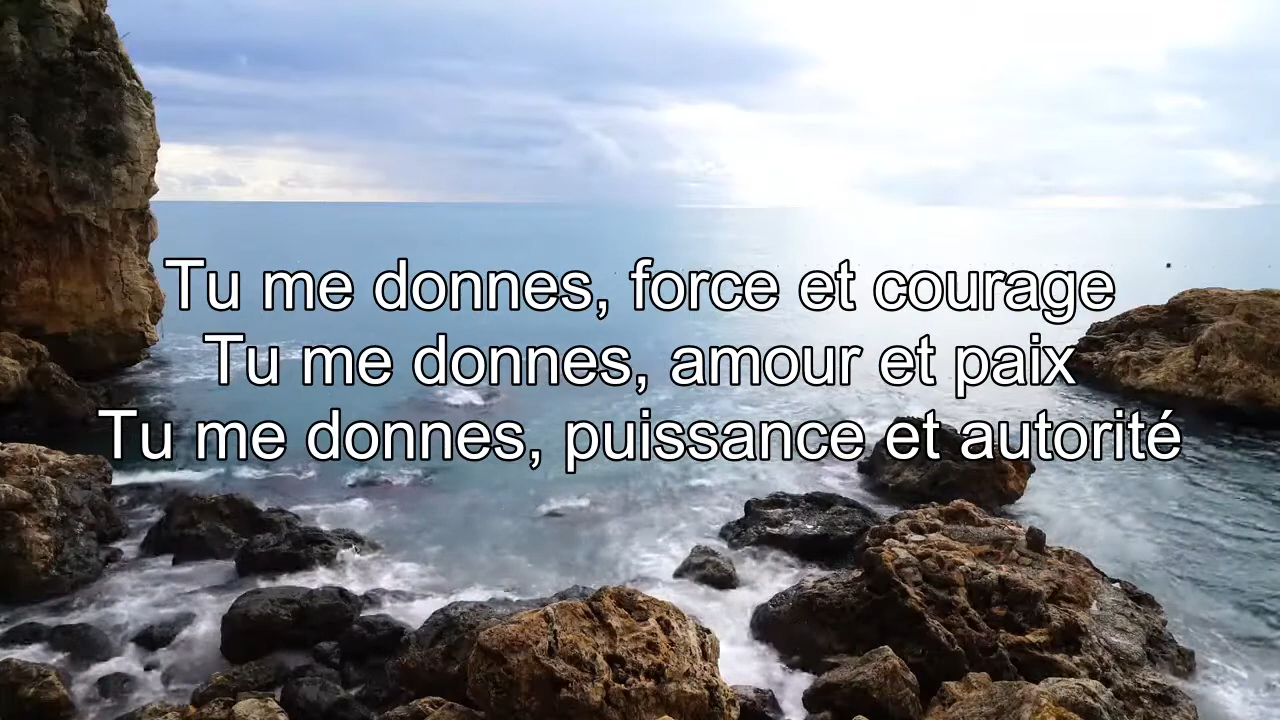 Tu me donnes, force et courage
Tu me donnes, amour et paix
Tu me donnes, puissance et autorité